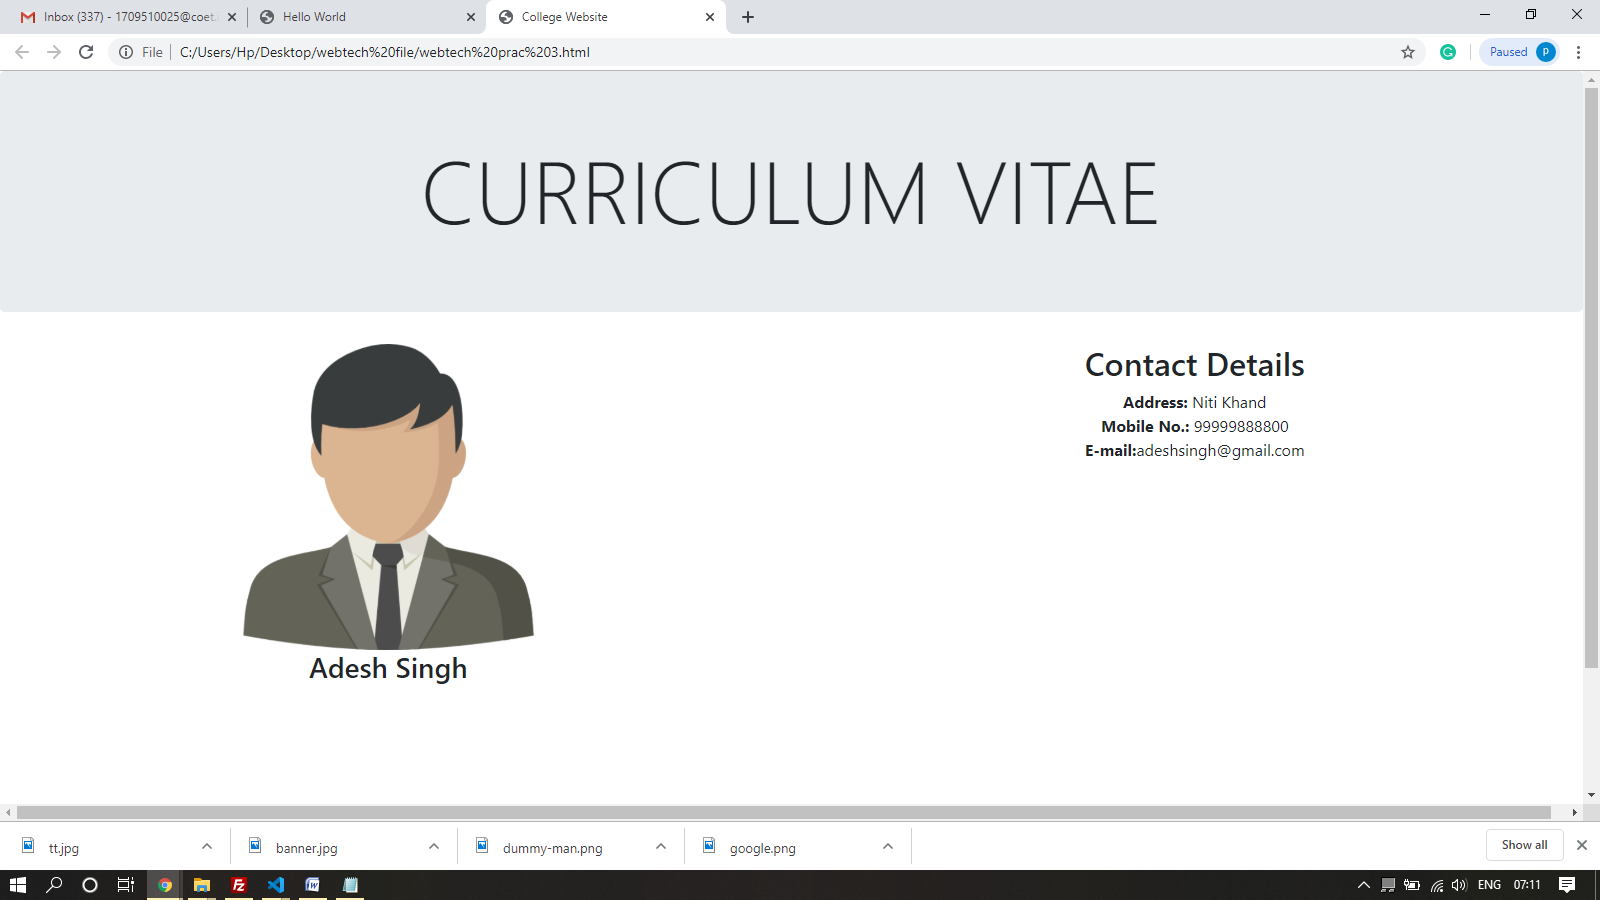 Inbox (337) - 1709510025@coet.
Hello World
College Website
File
C:/Users/Hp/Desktop/webtech%20file/webtech%20prac%203.html
Paused
p
CURRICULUM VITAE
Adesh Singh
Contact Details
Address: Niti Khand
Mobile No.: 99999888800
E-mail:adeshsingh@gmail.com
tt.jpg
banner.jpg
dummy-man.png
google.png
Show all
ENG
07:11